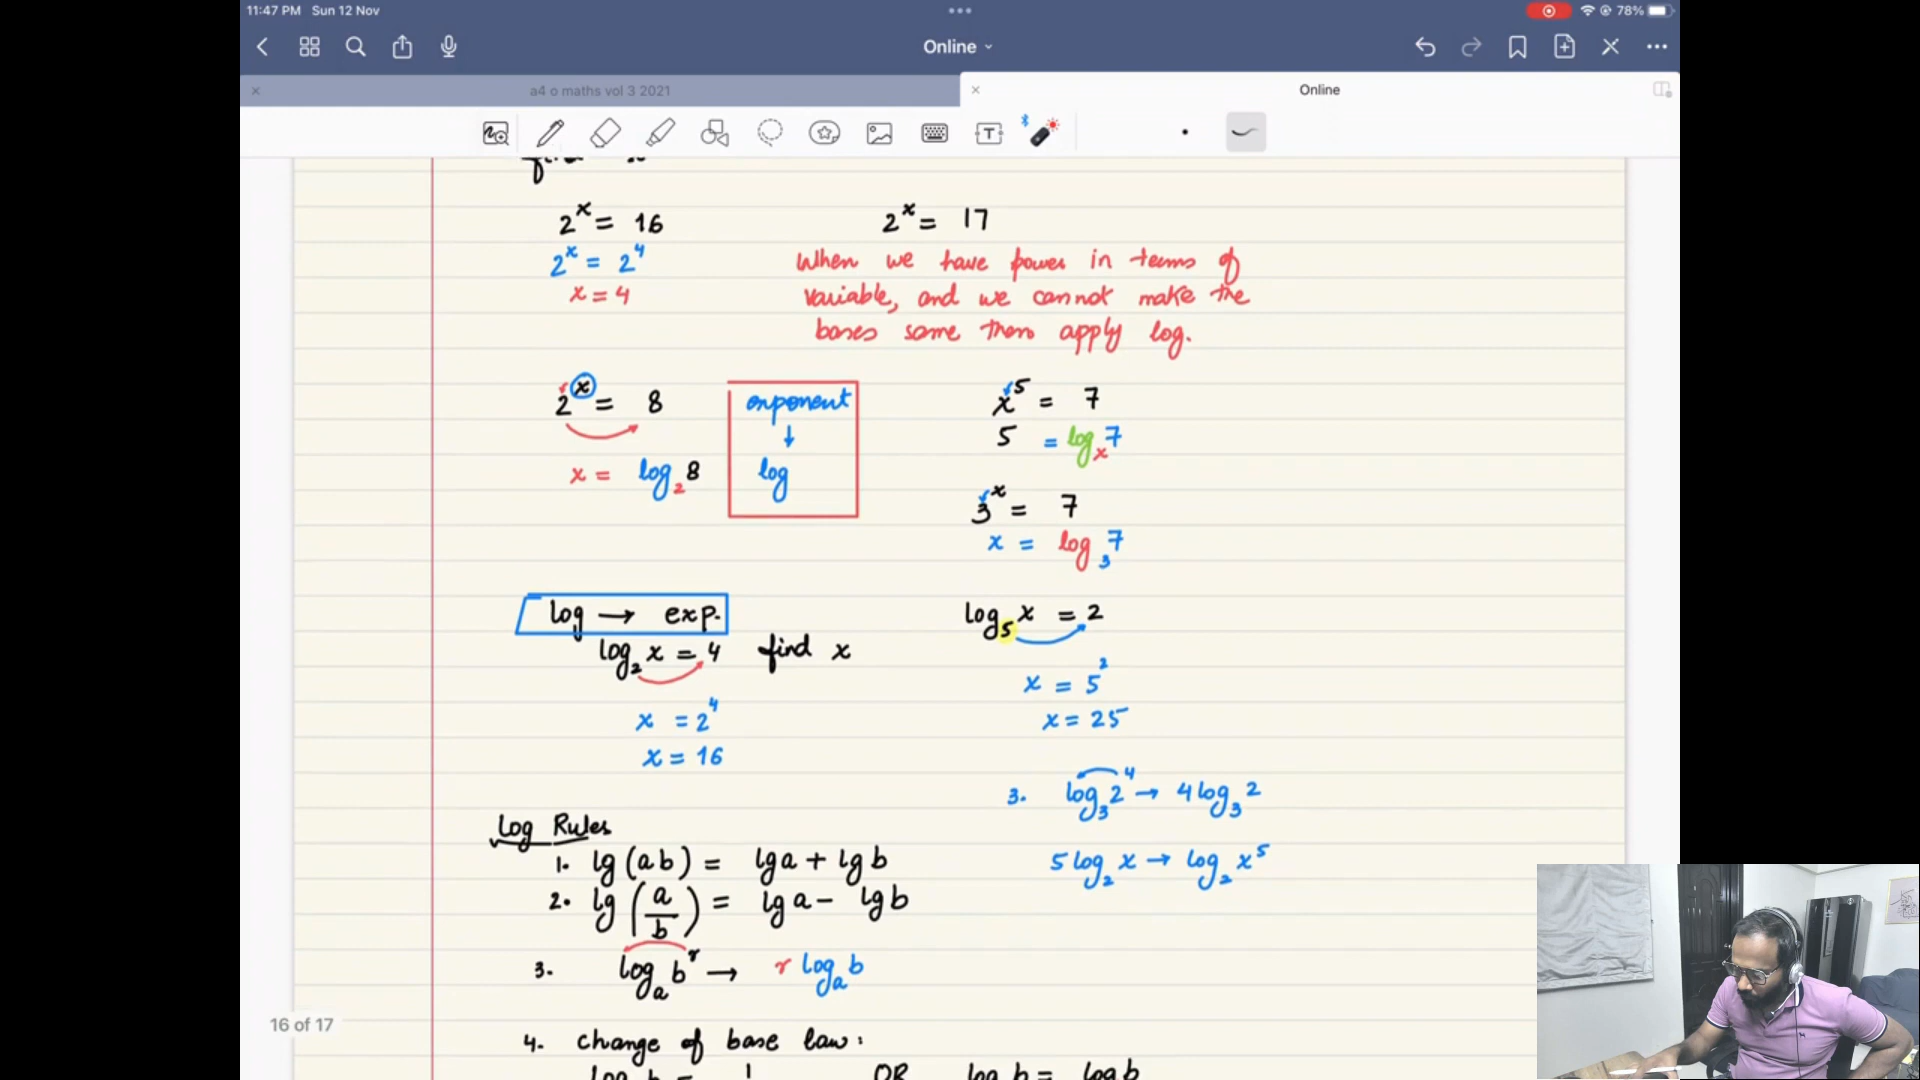 11:47 PM Sun 12 Nov
78%
Online
a4 o maths vol 3 2021
Online
2^x = 16
2^x = 2^4
x = 4
2^x = 17
When we have power in terms of
variable, and we cannot make the
bases same then apply log.
2^x = 8
x = log_2 8
exponent
↓
log
x^5 = 7
5 = log_x 7
3^x = 7
x = log_3 7
log → exp.
log_2 x = 4 find x
x = 2^4
x = 16
log_5 x = 2
x = 5^2
x = 25
3. log_3 2^4 → 4 log_3 2
5 log_2 x → log_2 x^5
Log Rules
1. lg (ab) = lg a + lg b
2. lg (a/b) = lg a - lg b
3. log_a b^r → r log_a b
4. change of base law:
OR
16 of 17